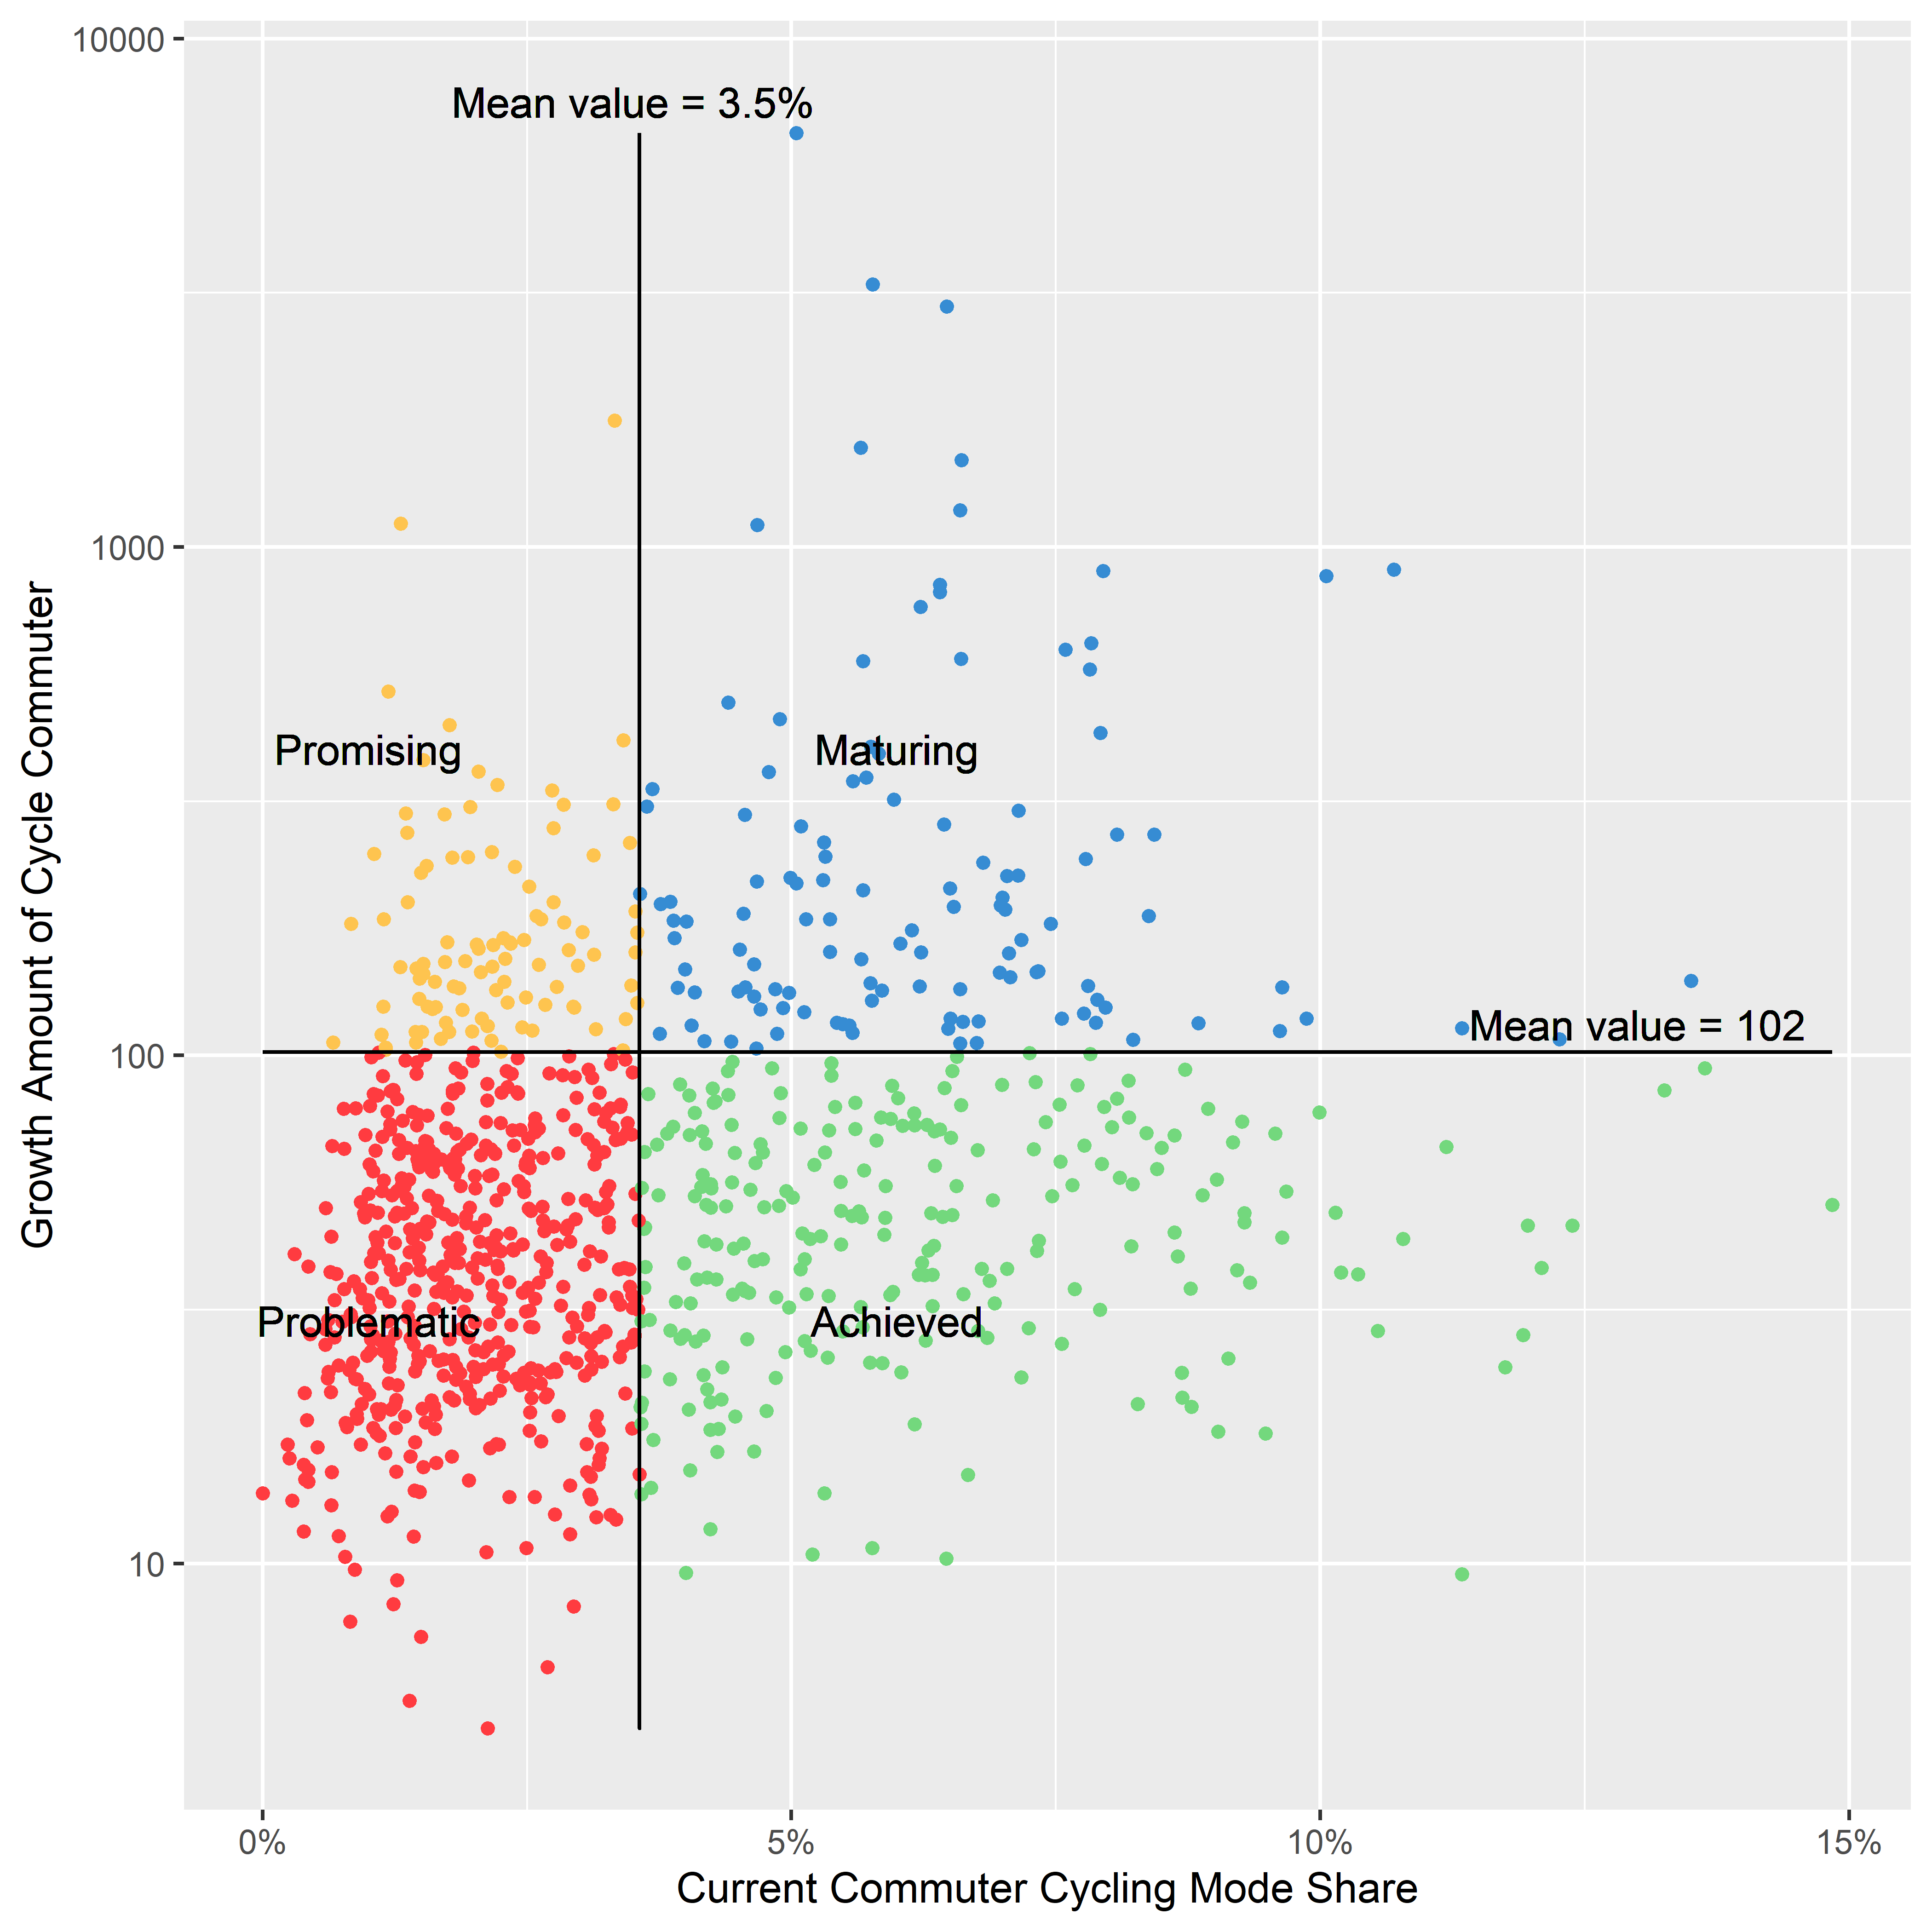 10000
Mean value = 3.5%
1000
Growth Amount of Cycle Commuter
Promising
Maturing
Mean value = 102
100
Problematic
Achieved
10
0%
5%
10%
15%
Current Commuter Cycling Mode Share